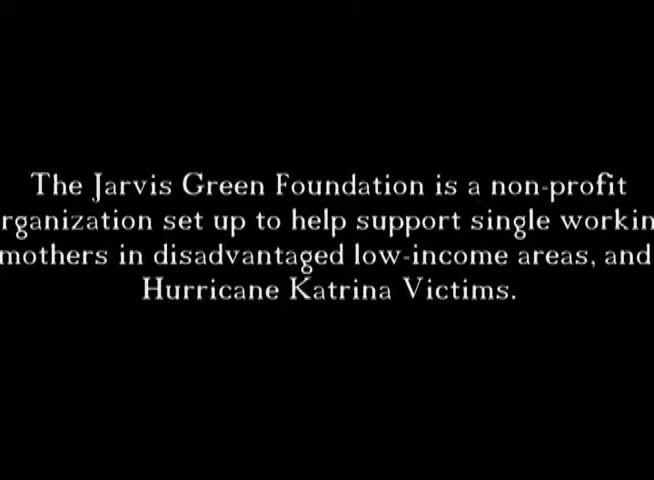 The Jarvis Green Foundation is a non-profit
rganization set up to help support single workin
mothers in disadvantaged low-income areas, and
Hurricane Katrina Victims.